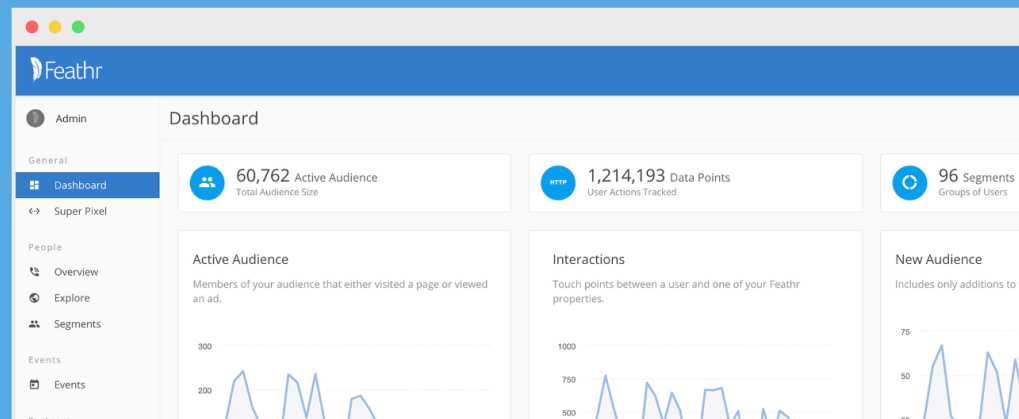 Feathr
Admin
Dashboard
General
Dashboard
Super Pixel
People
Overview
Explore
Segments
Events
Events
60,762 Active Audience
Total Audience Size
HTTP
1,214,193 Data Points
User Actions Tracked
96 Segments
Groups of Users
Active Audience
Members of your audience that either visited a page or viewed
an ad.
300
200
Interactions
Touch points between a user and one of your Feathr
properties.
1000
750
500
New Audience
Includes only additions to
75
50